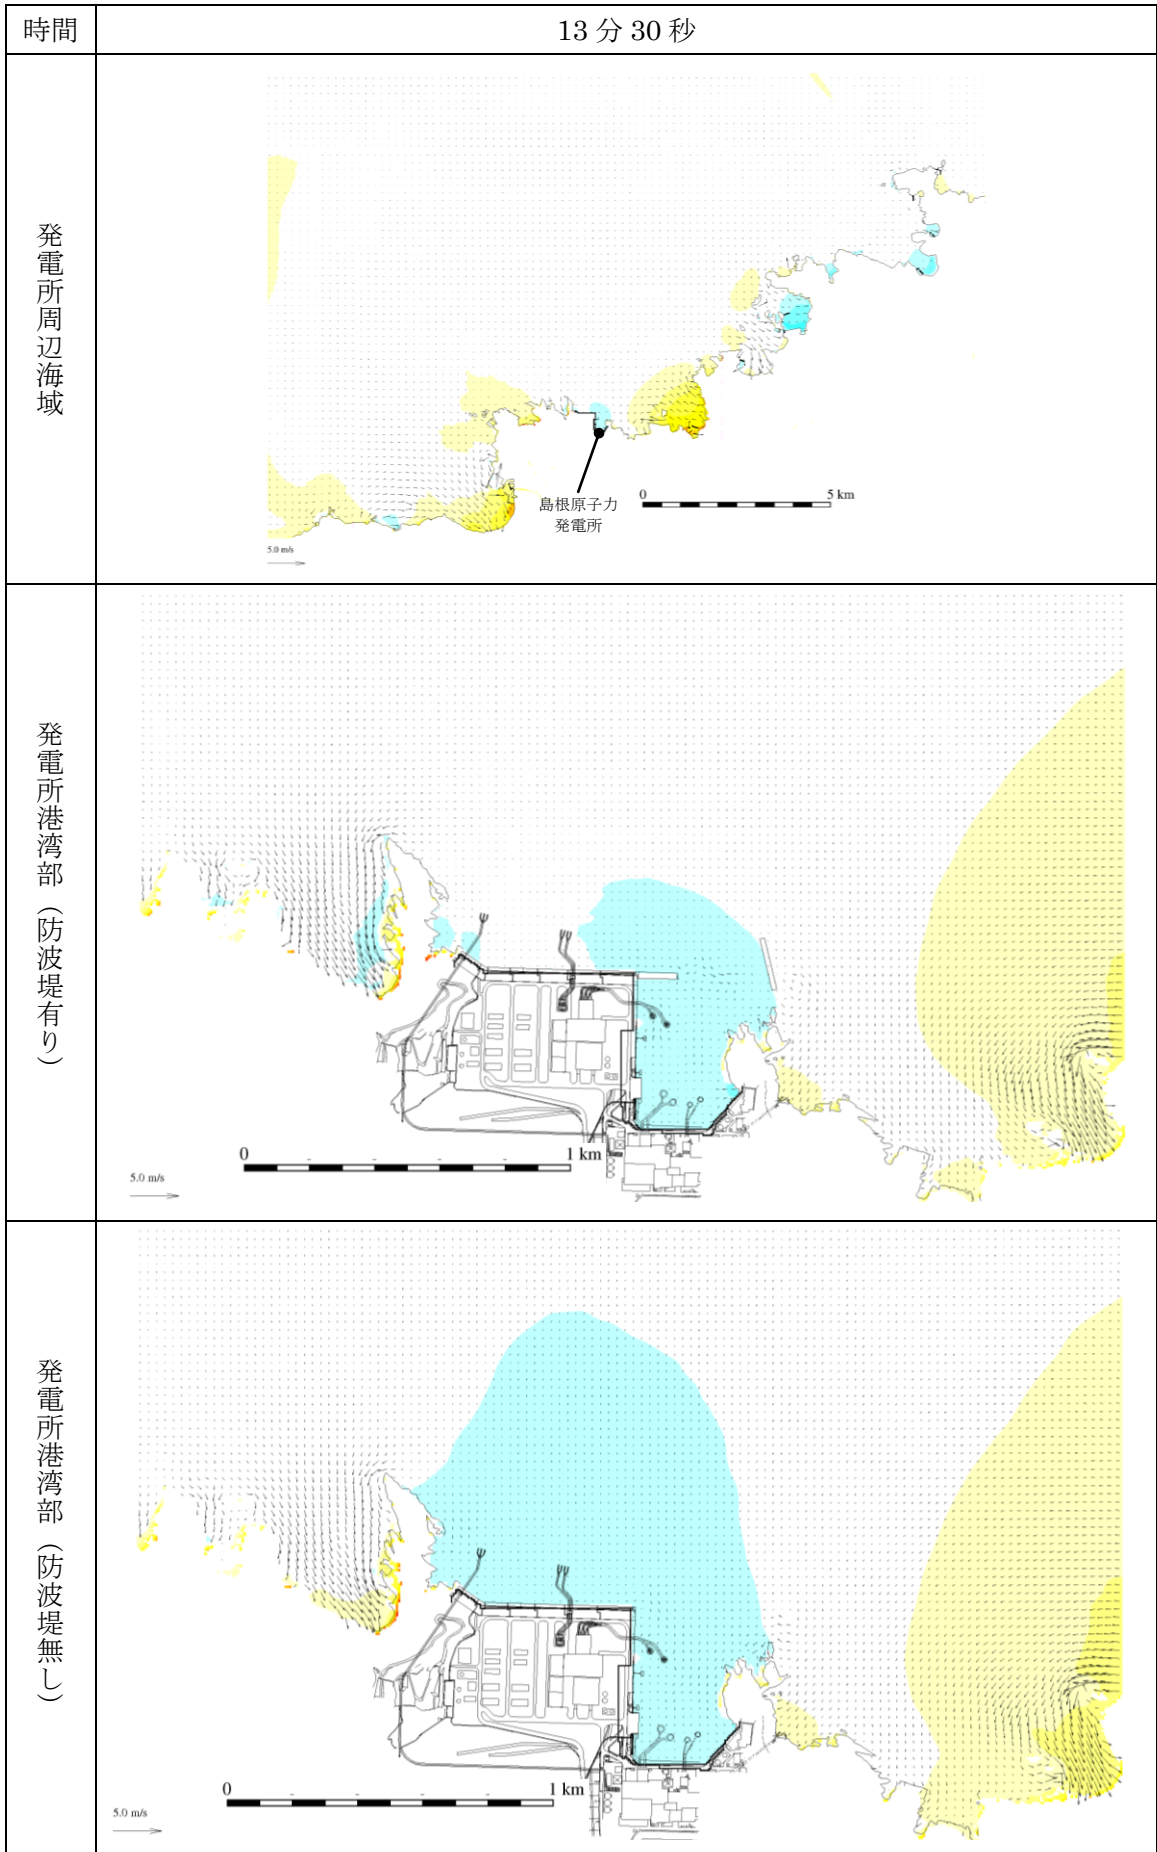 時間
13分30秒
発電所周辺海域
島根原子力
発電所
0 5 km
5.0 m/s
発電所港湾部（防波堤有り）
0 1 km
5.0 m/s
発電所港湾部（防波堤無し）
0 1 km
5.0 m/s